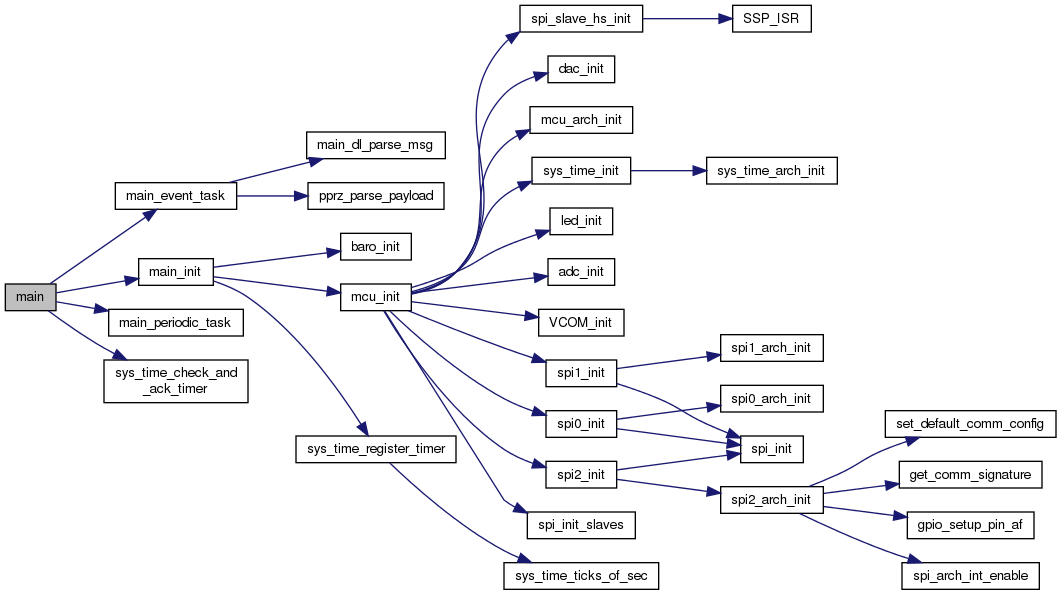 spi_slave_hs_init
SSP_ISR
dac_init
mcu_arch_init
main_dl_parse_msg
sys_time_init
sys_time_arch_init
main_event_task
pprz_parse_payload
led_init
baro_init
main_init
adc_init
main
mcu_init
main_periodic_task
VCOM_init
sys_time_check_and
_ack_timer
spi1_init
spi1_arch_init
spi0_arch_init
spi0_init
set_default_comm_config
sys_time_register_timer
spi_init
spi2_init
get_comm_signature
spi2_arch_init
spi_init_slaves
gpio_setup_pin_af
sys_time_ticks_of_sec
spi_arch_int_enable